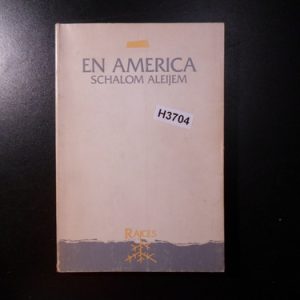 EN AMERICA
SCHALOM ALEIJEM
H3704
RAICES